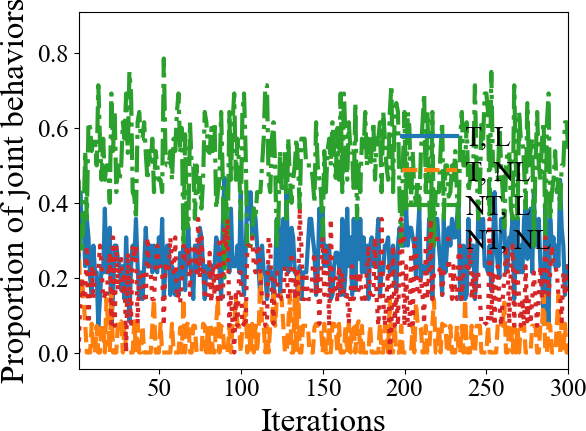 Proportion of joint behaviors
0.8
0.6
0.4
0.2
0.0
T, L
T, NL
NT, L
NT, NL
50
100
150
200
250
300
Iterations